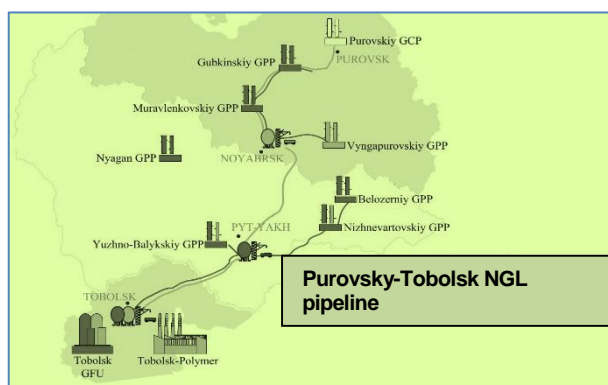 Purovskiy GCP
PUROVSK
Gubkinskiy GPP
Muravlenkovskiy GPP
Vyngapurovskiy GPP
NOYABRSK
Nyagan GPP
Belozerniy GPP
PYT-YAKH
Nizhnevartovskiy GPP
Yuzhno-Balykskiy GPP
Purovsky-Tobolsk NGL
pipeline
TOBOLSK
Tobolsk
GFU
Tobolsk-Polymer